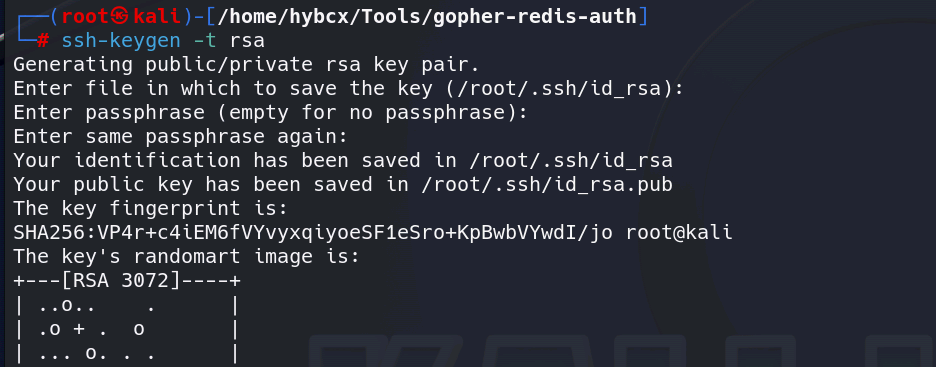 ┌──(root㉿kali)-[/home/hybcx/Tools/gopher-redis-auth]
└─# ssh-keygen -t rsa
Generating public/private rsa key pair.
Enter file in which to save the key (/root/.ssh/id_rsa):
Enter passphrase (empty for no passphrase):
Enter same passphrase again:
Your identification has been saved in /root/.ssh/id_rsa
Your public key has been saved in /root/.ssh/id_rsa.pub
The key fingerprint is:
SHA256:VP4r+c4iEM6fVYvyxqiyoeSF1eSro+KpBwbVYwdI/jo root@kali
The key's randomart image is:
+---[RSA 3072]----+
| ..o..    .      |
| .o + .  o       |
| ... o. . .      |